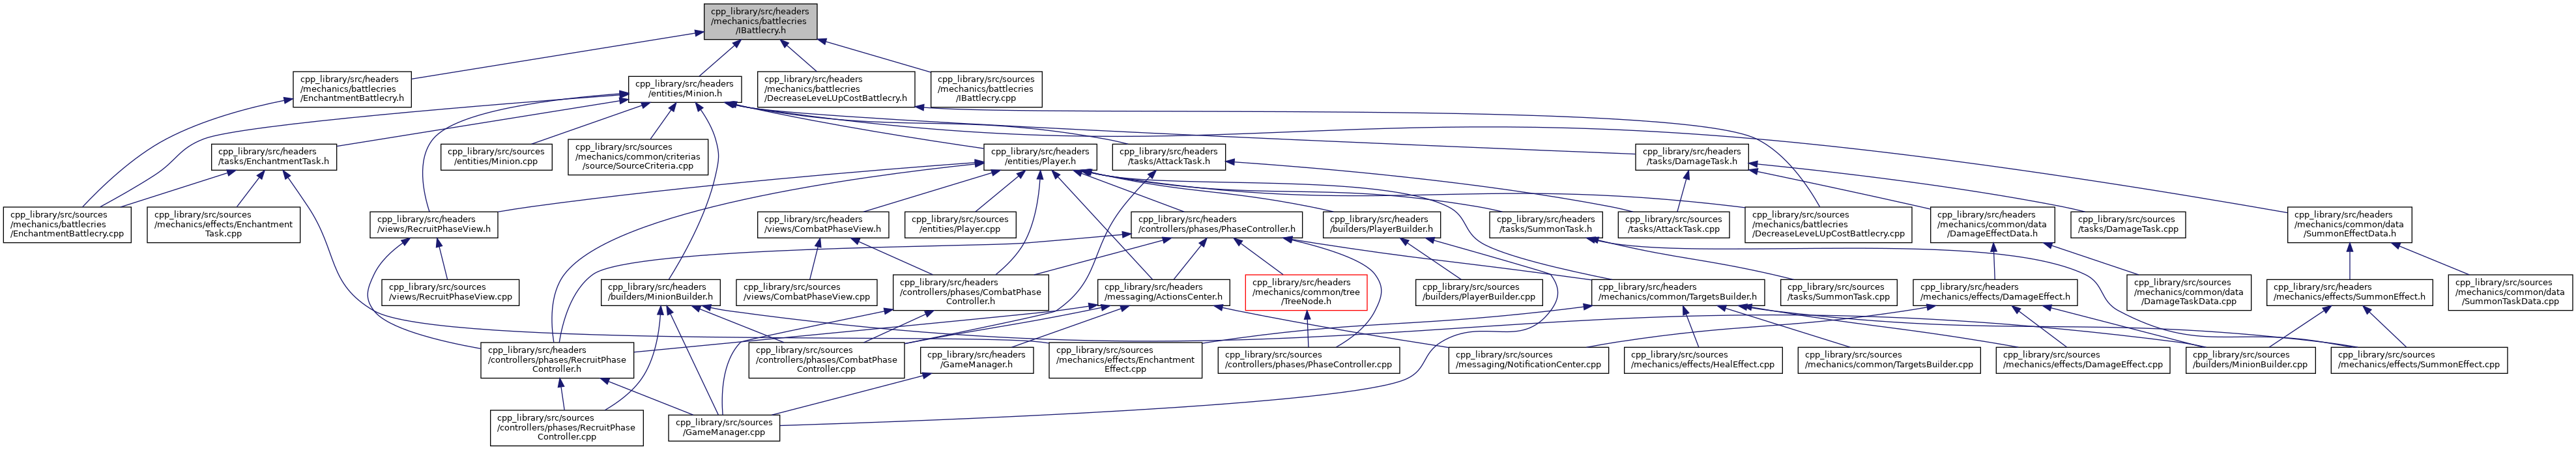 cpp_library/src/headers
/mechanics/battlecries
/IBattlecry.h
cpp_library/src/headers
/mechanics/battlecries
/EnchantmentBattlecry.h
cpp_library/src/headers
/entities/Minion.h
cpp_library/src/headers
/mechanics/battlecries
/DecreaseLeveLUpCostBattlecry.h
cpp_library/src/sources
/mechanics/battlecries
/IBattlecry.cpp
cpp_library/src/headers
/tasks/EnchantmentTask.h
cpp_library/src/sources
/entities/Minion.cpp
cpp_library/src/sources
/mechanics/common/criterias
/source/SourceCriteria.cpp
cpp_library/src/headers
/entities/Player.h
cpp_library/src/headers
/tasks/AttackTask.h
cpp_library/src/headers
/tasks/DamageTask.h
cpp_library/src/sources
/mechanics/battlecries
/EnchantmentBattlecry.cpp
cpp_library/src/sources
/mechanics/effects/Enchantment
Task.cpp
cpp_library/src/headers
/views/RecruitPhaseView.h
cpp_library/src/headers
/views/CombatPhaseView.h
cpp_library/src/sources
/entities/Player.cpp
cpp_library/src/headers
/controllers/phases/PhaseController.h
cpp_library/src/headers
/builders/PlayerBuilder.h
cpp_library/src/headers
/tasks/SummonTask.h
cpp_library/src/sources
/tasks/AttackTask.cpp
cpp_library/src/sources
/mechanics/battlecries
/DecreaseLeveLUpCostBattlecry.cpp
cpp_library/src/headers
/mechanics/common/data
/DamageEffectData.h
cpp_library/src/sources
/tasks/DamageTask.cpp
cpp_library/src/headers
/mechanics/common/data
/SummonEffectData.h
cpp_library/src/sources
/views/RecruitPhaseView.cpp
cpp_library/src/headers
/builders/MinionBuilder.h
cpp_library/src/sources
/views/CombatPhaseView.cpp
cpp_library/src/headers
/controllers/phases/CombatPhase
Controller.h
cpp_library/src/headers
/messaging/ActionsCenter.h
cpp_library/src/headers
/mechanics/common/tree
/TreeNode.h
cpp_library/src/sources
/builders/PlayerBuilder.cpp
cpp_library/src/headers
/mechanics/common/TargetsBuilder.h
cpp_library/src/sources
/tasks/SummonTask.cpp
cpp_library/src/headers
/mechanics/effects/DamageEffect.h
cpp_library/src/sources
/mechanics/common/data
/DamageTaskData.cpp
cpp_library/src/headers
/mechanics/effects/SummonEffect.h
cpp_library/src/sources
/mechanics/common/data
/SummonTaskData.cpp
cpp_library/src/headers
/controllers/phases/RecruitPhase
Controller.h
cpp_library/src/sources
/controllers/phases/CombatPhase
Controller.cpp
cpp_library/src/headers
/GameManager.h
cpp_library/src/sources
/mechanics/effects/Enchantment
Effect.cpp
cpp_library/src/sources
/controllers/phases/PhaseController.cpp
cpp_library/src/sources
/messaging/NotificationCenter.cpp
cpp_library/src/sources
/mechanics/effects/HealEffect.cpp
cpp_library/src/sources
/mechanics/common/TargetsBuilder.cpp
cpp_library/src/sources
/mechanics/effects/DamageEffect.cpp
cpp_library/src/sources
/builders/MinionBuilder.cpp
cpp_library/src/sources
/mechanics/effects/SummonEffect.cpp
cpp_library/src/sources
/controllers/phases/RecruitPhase
Controller.cpp
cpp_library/src/sources
/GameManager.cpp